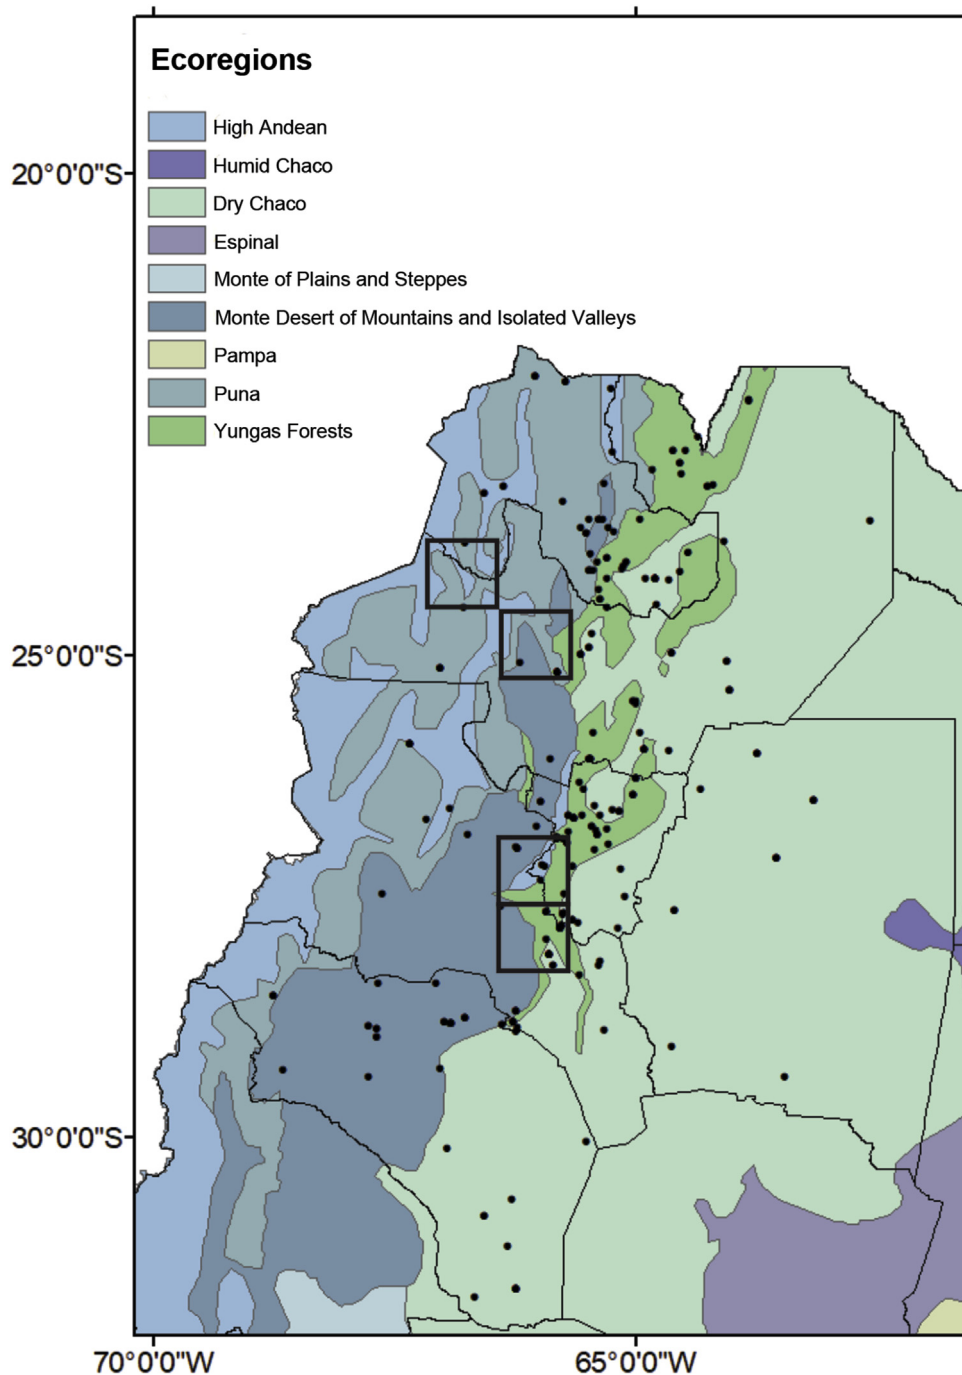 Ecoregions
High Andean
Humid Chaco
Dry Chaco
Espinal
Monte of Plains and Steppes
Monte Desert of Mountains and Isolated Valleys
Pampa
Puna
Yungas Forests
20°0'0"S
25°0'0"S
30°0'0"S
70°0'0"W
65°0'0"W